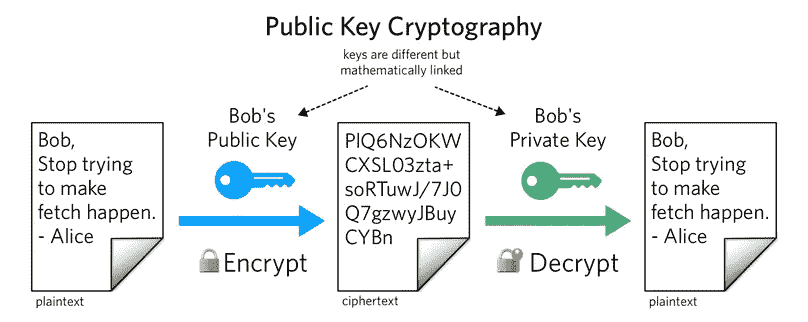 Public Key Cryptography
keys are different but
mathematically linked
Bob,
Stop trying
to make
fetch happen.
- Alice
plaintext
Bob's
Public Key
Encrypt
PlQ6NzOKW
CXSL03zta+
soRTuwJ/7J0
Q7gzwyJBuy
CYBn
ciphertext
Bob's
Private Key
Decrypt
Bob,
Stop trying
to make
fetch happen.
- Alice
plaintext